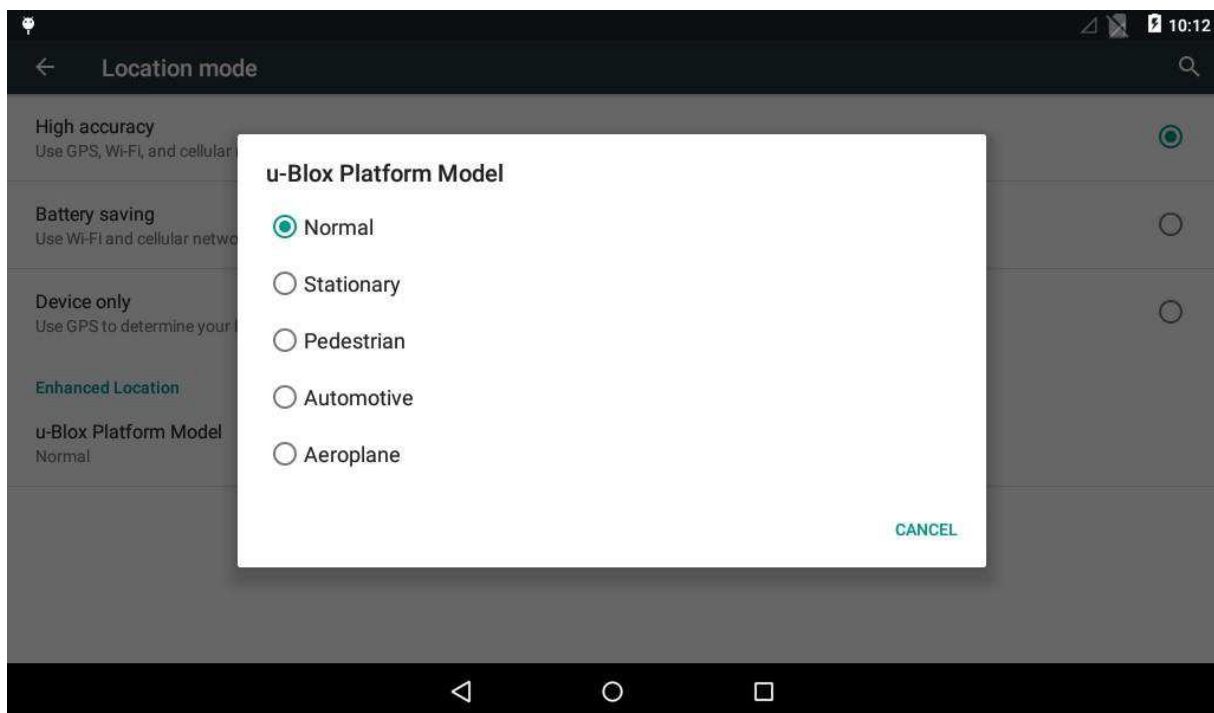 10:12
Location mode
High accuracy
Use GPS, Wi-Fi, and cellular
Battery saving
Use Wi-Fi and cellular
Device only
Use GPS to determine your
Enhanced Location
u-Blox Platform Model
Normal
u-Blox Platform Model
Normal
Stationary
Pedestrian
Automotive
Aeroplane
CANCEL